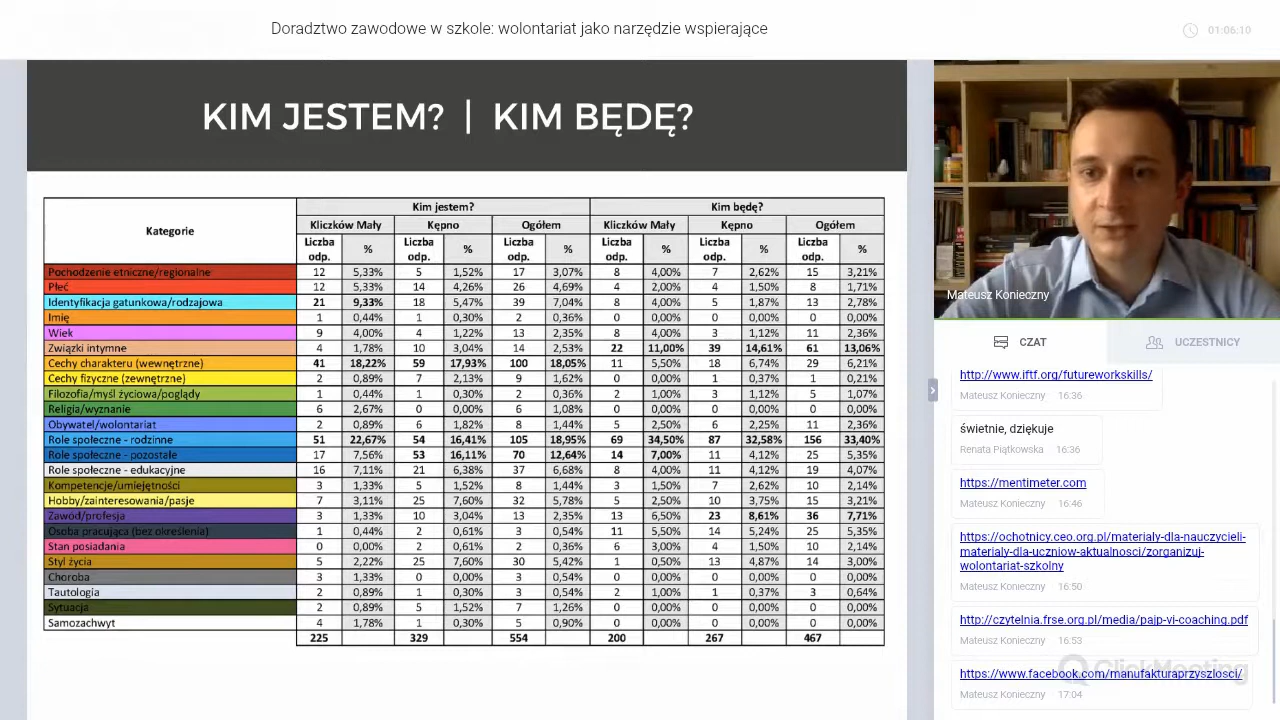 Doradztwo zawodowe w szkole: wolontariat jako narzędzie wspierające
01:06:10
KIM JESTEM? | KIM BĘDĘ?
Kategorie
Kim jestem? Kim będę?
Kliczków Mały Kępno Ogółem Kliczków Mały Kępno Ogółem
Liczba odp. % Liczba odp. % Liczba odp. % Liczba odp. % Liczba odp. % Liczba odp. %
Pochodzenie etniczne/regionalne 12 5,33% 5 1,52% 17 3,07% 8 4,00% 7 2,62% 15 3,21%
Płeć 12 5,33% 14 4,26% 26 4,69% 4 2,00% 4 1,50% 8 1,71%
Identyfikacja gatunkowa/rodzajowa 21 9,33% 18 5,47% 39 7,04% 8 4,00% 5 1,87% 13 2,78%
Imię 1 0,44% 1 0,30% 2 0,36% 0 0,00% 0 0,00% 0 0,00%
Wiek 9 4,00% 4 1,22% 13 2,35% 8 4,00% 3 1,12% 11 2,36%
Związki intymne 4 1,78% 10 3,04% 14 2,53% 22 11,00% 39 14,61% 61 13,06%
Cechy charakteru (wewnętrzne) 41 18,22% 59 17,93% 100 18,05% 11 5,50% 18 6,74% 29 6,21%
Cechy fizyczne (zewnętrzne) 2 0,89% 7 2,13% 9 1,62% 0 0,00% 1 0,37% 1 0,21%
Filozofia/myśl życiowa/poglądy 1 0,44% 1 0,30% 2 0,36% 2 1,00% 3 1,12% 5 1,07%
Religia/wyznanie 6 2,67% 0 0,00% 6 1,08% 0 0,00% 0 0,00% 0 0,00%
Obywatel/wolontariat 2 0,89% 6 1,82% 8 1,44% 5 2,50% 6 2,25% 11 2,36%
Role społeczne - rodzinne 51 22,67% 54 16,41% 105 18,95% 69 34,50% 87 32,58% 156 33,40%
Role społeczne - pozostałe 17 7,56% 53 16,11% 70 12,64% 14 7,00% 11 4,12% 25 5,35%
Role społeczne - edukacyjne 16 7,11% 21 6,38% 37 6,68% 8 4,00% 11 4,12% 19 4,07%
Kompetencje/umiejętności 3 1,33% 5 1,52% 8 1,44% 3 1,50% 7 2,62% 10 2,14%
Hobby/zainteresowania/pasje 7 3,11% 25 7,60% 32 5,78% 5 2,50% 10 3,75% 15 3,21%
Zawód/profesja 3 1,33% 10 3,04% 13 2,35% 13 6,50% 23 8,61% 36 7,71%
Osoba pracująca (bez określenia) 1 0,44% 2 0,61% 3 0,54% 11 5,50% 14 5,24% 25 5,35%
Stan posiadania 0 0,00% 2 0,61% 2 0,36% 6 3,00% 4 1,50% 10 2,14%
Styl życia 5 2,22% 25 7,60% 30 5,42% 1 0,50% 13 4,87% 14 3,00%
Choroba 3 1,33% 0 0,00% 3 0,54% 0 0,00% 0 0,00% 0 0,00%
Tautologia 2 0,89% 1 0,30% 3 0,54% 2 1,00% 1 0,37% 3 0,64%
Sytuacja 2 0,89% 5 1,52% 7 1,26% 0 0,00% 0 0,00% 0 0,00%
Samozachwyt 4 1,78% 1 0,30% 5 0,90% 0 0,00% 0 0,00% 0 0,00%
225 329 554 200 267 467
Mateusz Konieczny
CZAT UCZESTNICY
http://www.iftf.org/futureworkskills/
Mateusz Konieczny 16:36
świetnie, dziękuje
Renata Piątkowska 16:36
https://mentimeter.com
Mateusz Konieczny 16:46
https://ochotnicy.ceo.org.pl/materialy-dla-nauczycieli-
materialy-dla-uczniow-aktualnosci/zorganizuj-
wolontariat-szkolny
Mateusz Konieczny 16:50
http://czytelnia.frse.org.pl/media/pajp-vi-coaching.pdf
Mateusz Konieczny 16:53
https://www.facebook.com/manufakturaprzyszlosci/
ClickMeeting
Mateusz Konieczny 17:04